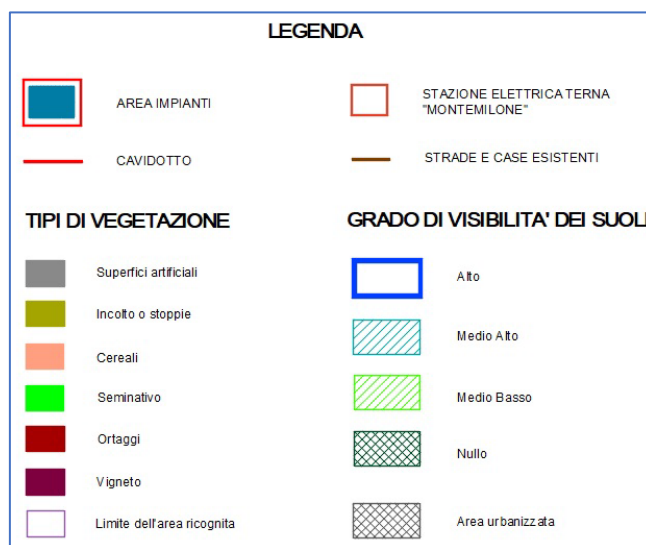 LEGENDA
AREA IMPIANTI
STAZIONE ELETTRICA TERNA
"MONTEMILONE"
CAVIDOTTO
STRADE E CASE ESISTENTI
TIPI DI VEGETAZIONE
Superfici artificiali
Incolto o stoppie
Cereali
Seminativo
Ortaggi
Vigneto
Limite dell'area ricognita
GRADO DI VISIBILITA' DEI SUOLI
Alto
Medio Alto
Medio Basso
Nullo
Area urbanizzata